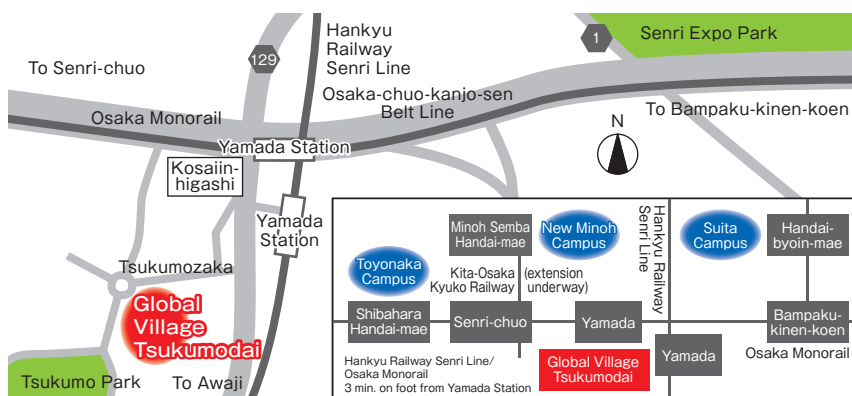 Hankyu
Railway
Senri Line
129
1
Senri Expo Park
To Senri-chuo
Osaka-chuo-kanjo-sen
Belt Line
To Bampaku-kinen-koen
Osaka Monorail
Yamada Station
N
Kosaiin-
higashi
Yamada
Station
Tsukumozaka
Global
Village
Tsukumodai
Tsukumo Park
To Awaji
Minoh Semba
Handai-mae
New Minoh
Campus
Hankyu Railway
Senri Line
Suita
Campus
Handai-
byoin-mae
Toyonaka
Campus
Kita-Osaka
Kyuko Railway
(extension
underway)
Shibahara
Handai-mae
Senri-chuo
Yamada
Bampaku-
kinen-koen
Yamada
Osaka Monorail
Hankyu Railway Senri Line/
Osaka Monorail
3 min. on foot from Yamada Station
Global Village
Tsukumodai